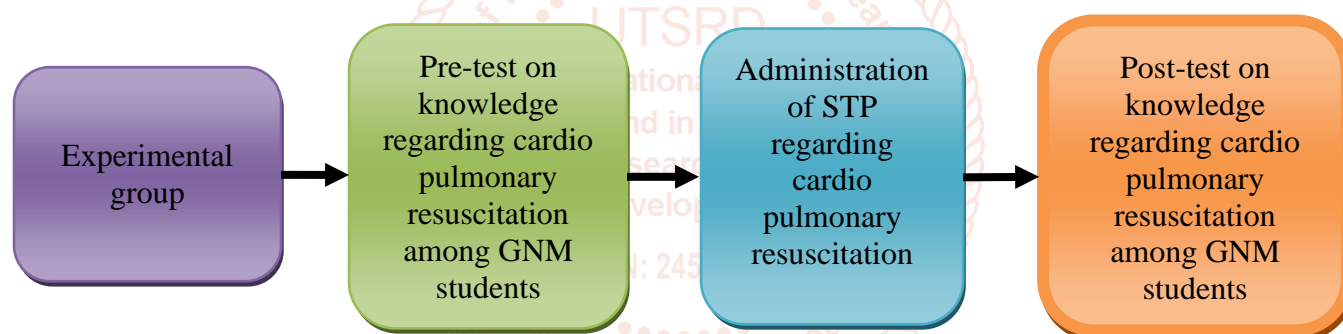 IJTSRD
Experimental
group
Pre-test on
knowledge
regarding cardio
pulmonary
resuscitation
among GNM
students
Administration
of STP
regarding
cardio
pulmonary
resuscitation
Post-test on
knowledge
regarding cardio
pulmonary
resuscitation
among GNM
students